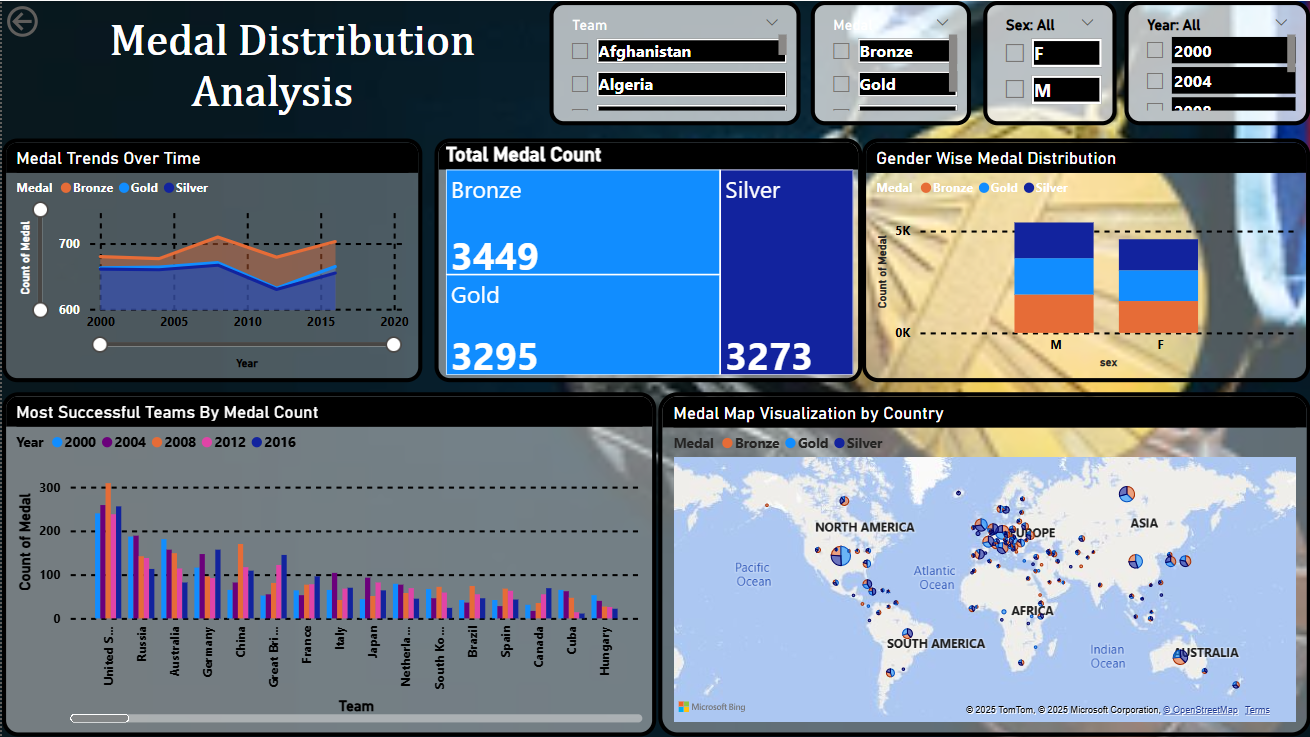 Medal Distribution
Analysis
Team
Afghanistan
Algeria
Bronze
Gold
Sex: All
F
M
Year: All
2000
2004
2008
Medal Trends Over Time
Medal Bronze Gold Silver
Count of Medal
700
600
2000 2005 2010 2015 2020
Year
Total Medal Count
Bronze
3449
Gold
3295
Silver
3273
Gender Wise Medal Distribution
Medal Bronze Gold Silver
Count of Medal
5K
0K
M F
sex
Most Successful Teams By Medal Count
Year 2000 2004 2008 2012 2016
Count of Medal
300
200
100
0
United S...
Russia
Australia
Germany
China
Great Bri...
France
Italy
Japan
Netherla...
South Ko...
Brazil
Spain
Canada
Cuba
Hungary
Team
Medal Map Visualization by Country
Medal Bronze Gold Silver
NORTH AMERICA
EUROPE
ASIA
Pacific
Ocean
Atlantic
Ocean
AFRICA
SOUTH AMERICA
Indian
Ocean
AUSTRALIA
Microsoft Bing
© 2025 TomTom, © 2025 Microsoft Corporation, © OpenStreetMap Terms